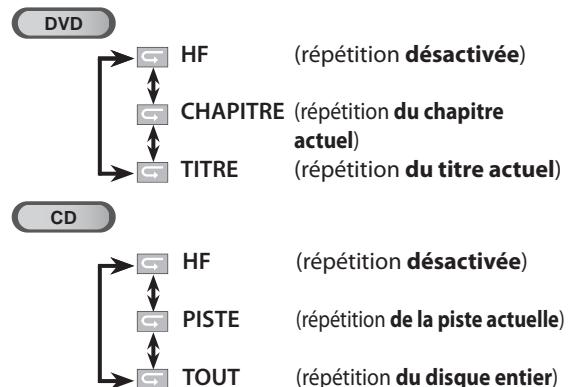 DVD
HF (répétition désactivée)
CHAPITRE (répétition du chapitre
actuel)
TITRE (répétition du titre actuel)
CD
HF (répétition désactivée)
PISTE (répétition de la piste actuelle)
TOUT (répétition du disque entier)